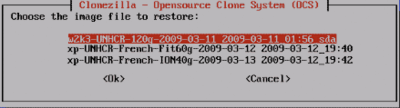 Clonezilla - Opensource Clone System (OCS)
Choose the image file to restore:
w2k3-UNHCR-120g-2009-03-11 2009-03-11_01:56 sda
xp-UNHCR-French-Fit60g-2009-03-12 2009-03-12_19:40
xp-UNHCR-French-ION40g-2009-03-13 2009-03-12_19:42
<Ok> <Cancel>